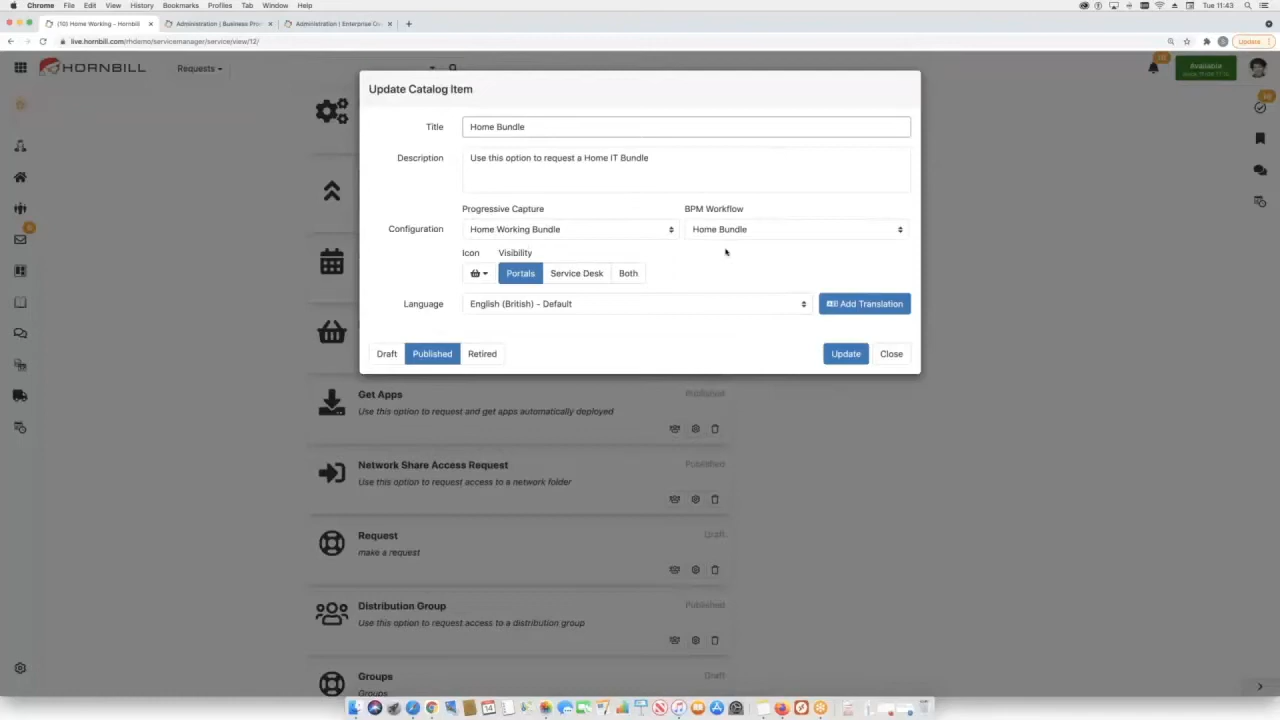 Chrome File Edit View History Bookmarks Profiles Tab Window Help
Tue 11:43
(10) Home Working - Hornbill
Administration | Business Pro
Administration | Enterprise
live.hornbill.com/rhdemo/servicemanager/service/view/12/
Update
HORNBILL
Requests
Available
Update Catalog Item
Title
Home Bundle
Description
Use this option to request a Home IT Bundle
Progressive Capture
BPM Workflow
Configuration
Home Working Bundle
Home Bundle
Icon
Visibility
Portals
Service Desk
Both
Language
English (British) - Default
Add Translation
Draft
Published
Retired
Update
Close
Get Apps
Published
Use this option to request and get apps automatically deployed
Network Share Access Request
Published
Use this option to request access to a network folder
Request
Draft
make a request
Distribution Group
Published
Use this option to request access to a distribution group
Groups
Draft
Groups